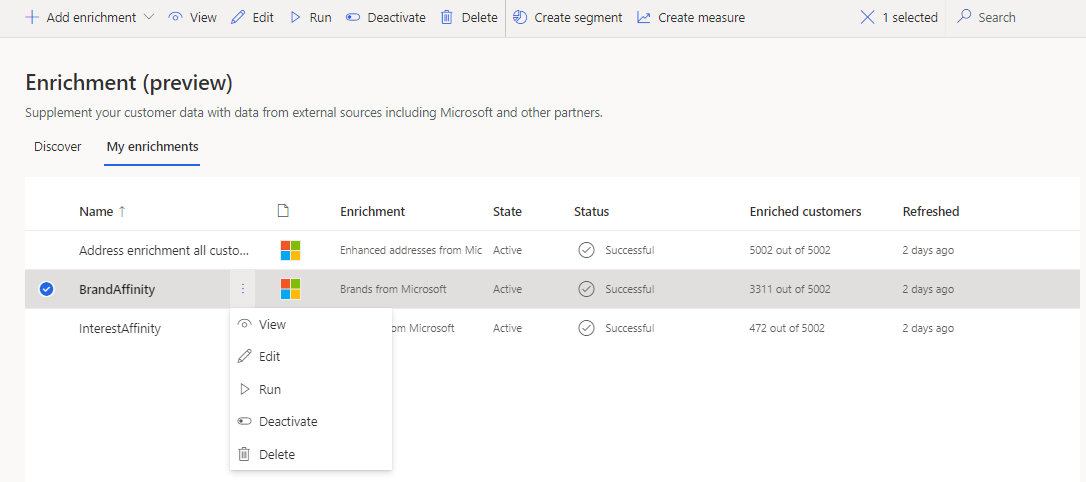 Add enrichment View Edit Run Deactivate Delete Create segment Create measure 1 selected Search
Enrichment (preview)
Supplement your customer data with data from external sources including Microsoft and other partners.
Discover My enrichments
Name ↑ Enrichment State Status Enriched customers Refreshed
Address enrichment all custo... Enhanced addresses from Mic Active Successful 5002 out of 5002 2 days ago
BrandAffinity Brands from Microsoft Active Successful 3311 out of 5002 2 days ago
InterestAffinity om Microsoft Active Successful 472 out of 5002 2 days ago
View
Edit
Run
Deactivate
Delete